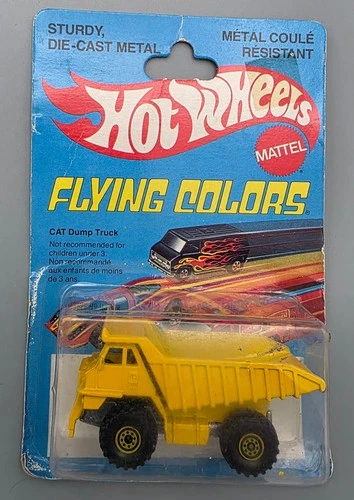 STURDY,
DIE-CAST METAL
MÉTAL COULÉ
RÉSISTANT
HOT WHEELS
MATTEL
FLYING COLORS
CAT Dump Truck
Not recommended for
children under 3.
Non recommandé
aux enfants de moins
de 3 ans.